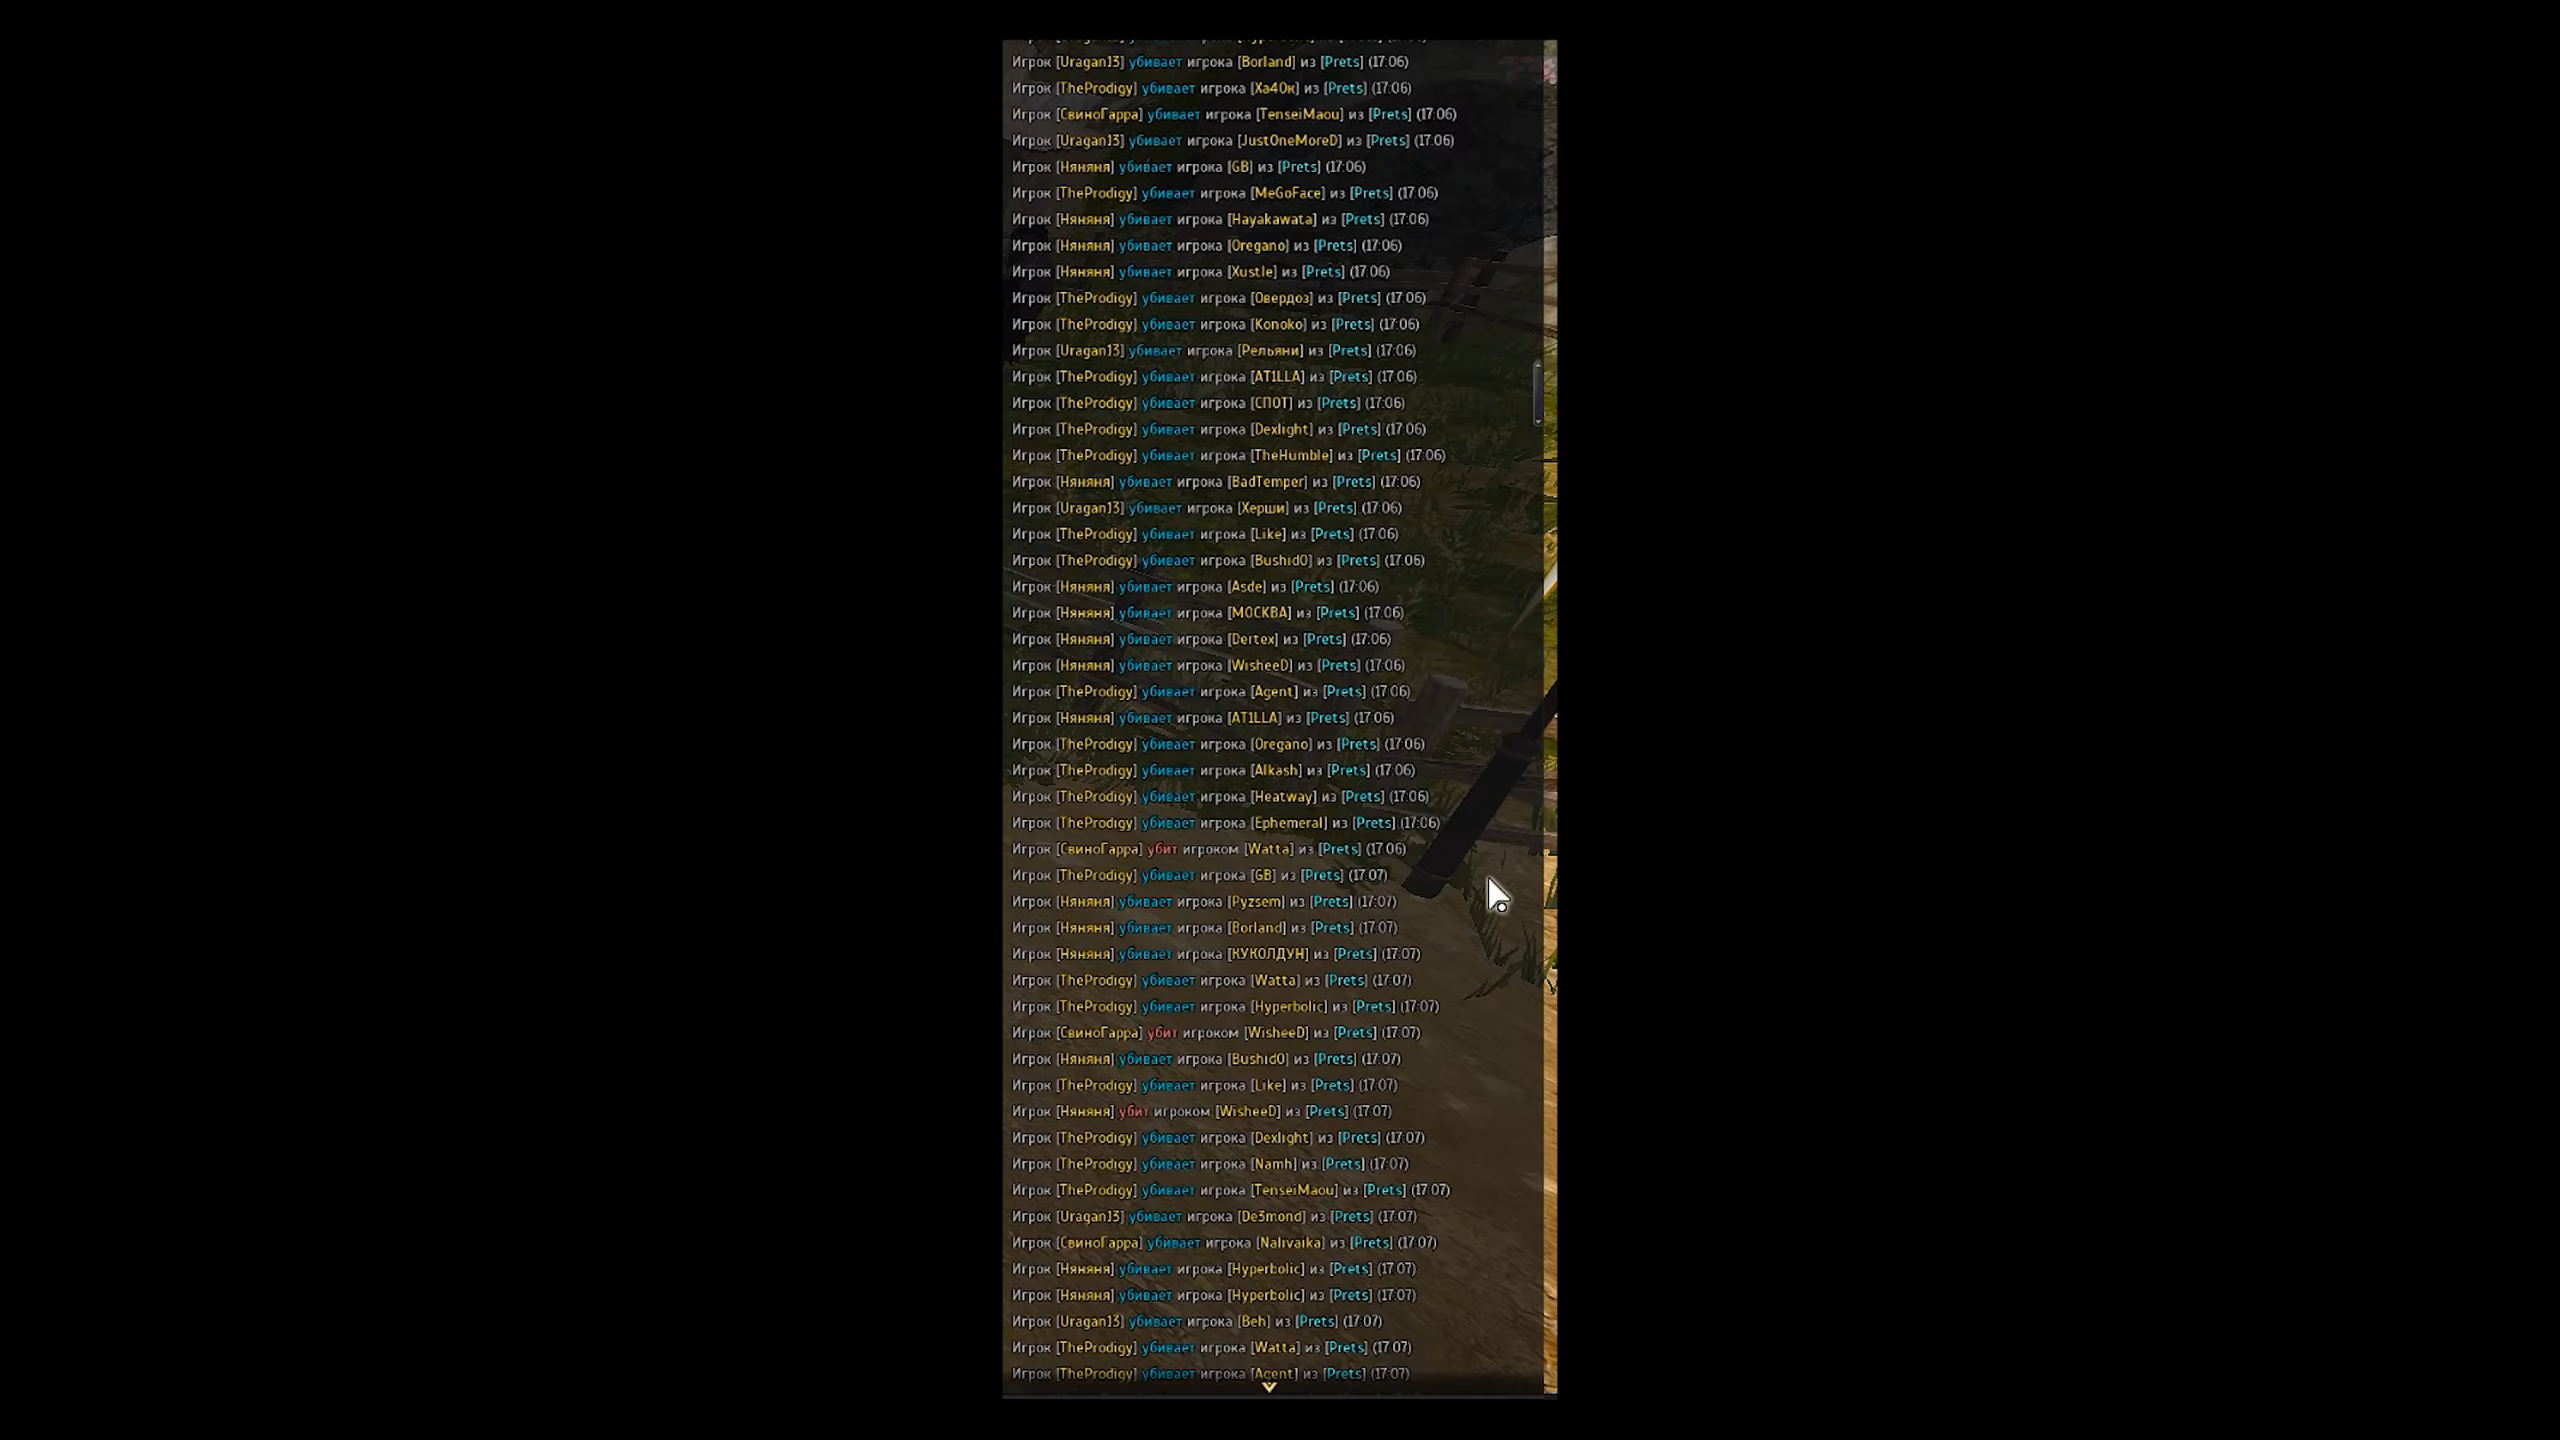 Игрок [Uragan13] убивает игрока [Borland] из [Prets] (17:06)
Игрок [TheProdigy] убивает игрока [Ха40к] из [Prets] (17:06)
Игрок [СвиноГарра] убивает игрока [TenseiMaou] из [Prets] (17:06)
Игрок [Uragan13] убивает игрока [JustOneMoreD] из [Prets] (17:06)
Игрок [Няняня] убивает игрока [GB] из [Prets] (17:06)
Игрок [TheProdigy] убивает игрока [MeGoFace] из [Prets] (17:06)
Игрок [Няняня] убивает игрока [Hayakawata] из [Prets] (17:06)
Игрок [Няняня] убивает игрока [Oregano] из [Prets] (17:06)
Игрок [Няняня] убивает игрока [Xustle] из [Prets] (17:06)
Игрок [TheProdigy] убивает игрока [Овердоз] из [Prets] (17:06)
Игрок [TheProdigy] убивает игрока [Konoko] из [Prets] (17:06)
Игрок [Uragan13] убивает игрока [Рельяни] из [Prets] (17:06)
Игрок [TheProdigy] убивает игрока [AT1LLA] из [Prets] (17:06)
Игрок [TheProdigy] убивает игрока [СПОТ] из [Prets] (17:06)
Игрок [TheProdigy] убивает игрока [Dexlight] из [Prets] (17:06)
Игрок [TheProdigy] убивает игрока [TheHumble] из [Prets] (17:06)
Игрок [Няняня] убивает игрока [BadTemper] из [Prets] (17:06)
Игрок [Uragan13] убивает игрока [Херши] из [Prets] (17:06)
Игрок [TheProdigy] убивает игрока [Like] из [Prets] (17:06)
Игрок [TheProdigy] убивает игрока [Bushid0] из [Prets] (17:06)
Игрок [Няняня] убивает игрока [Asde] из [Prets] (17:06)
Игрок [Няняня] убивает игрока [МОСКВА] из [Prets] (17:06)
Игрок [Няняня] убивает игрока [Dertex] из [Prets] (17:06)
Игрок [Няняня] убивает игрока [WisheeD] из [Prets] (17:06)
Игрок [TheProdigy] убивает игрока [Agent] из [Prets] (17:06)
Игрок [Няняня] убивает игрока [AT1LLA] из [Prets] (17:06)
Игрок [TheProdigy] убивает игрока [Oregano] из [Prets] (17:06)
Игрок [TheProdigy] убивает игрока [Alkash] из [Prets] (17:06)
Игрок [TheProdigy] убивает игрока [Heatway] из [Prets] (17:06)
Игрок [TheProdigy] убивает игрока [Ephemeral] из [Prets] (17:06)
Игрок [СвиноГарра] убит игроком [Watta] из [Prets] (17:06)
Игрок [TheProdigy] убивает игрока [GB] из [Prets] (17:07)
Игрок [Няняня] убивает игрока [Pyzsem] из [Prets] (17:07)
Игрок [Няняня] убивает игрока [Borland] из [Prets] (17:07)
Игрок [Няняня] убивает игрока [КУКОЛДУН] из [Prets] (17:07)
Игрок [TheProdigy] убивает игрока [Watta] из [Prets] (17:07)
Игрок [TheProdigy] убивает игрока [Hyperbolic] из [Prets] (17:07)
Игрок [СвиноГарра] убит игроком [WisheeD] из [Prets] (17:07)
Игрок [Няняня] убивает игрока [Bushid0] из [Prets] (17:07)
Игрок [TheProdigy] убивает игрока [Like] из [Prets] (17:07)
Игрок [Няняня] убит игроком [WisheeD] из [Prets] (17:07)
Игрок [TheProdigy] убивает игрока [Dexlight] из [Prets] (17:07)
Игрок [TheProdigy] убивает игрока [Namh] из [Prets] (17:07)
Игрок [TheProdigy] убивает игрока [TenseiMaou] из [Prets] (17:07)
Игрок [Uragan13] убивает игрока [De3mond] из [Prets] (17:07)
Игрок [СвиноГарра] убивает игрока [Nalivaika] из [Prets] (17:07)
Игрок [Няняня] убивает игрока [Hyperbolic] из [Prets] (17:07)
Игрок [Няняня] убивает игрока [Hyperbolic] из [Prets] (17:07)
Игрок [Uragan13] убивает игрока [Beh] из [Prets] (17:07)
Игрок [TheProdigy] убивает игрока [Watta] из [Prets] (17:07)
Игрок [TheProdigy] убивает игрока [Agent] из [Prets] (17:07)